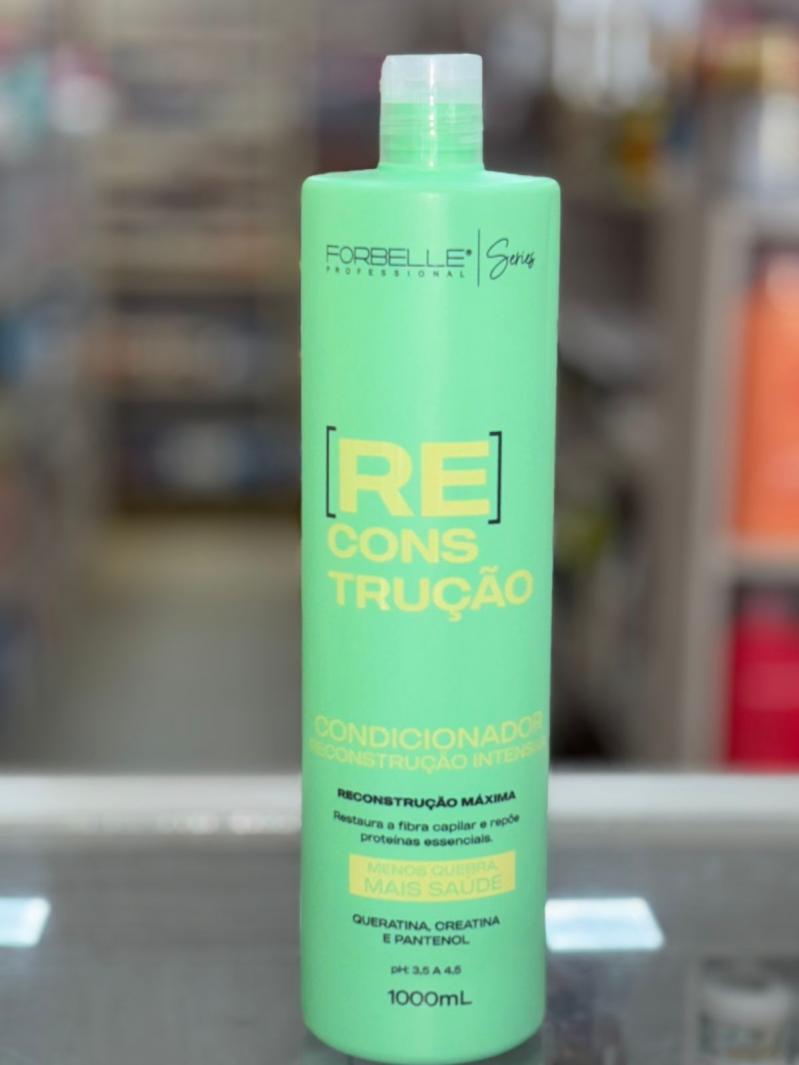 FORBELLE® Series
PROFESSIONAL
[RE]
CONS
TRUÇÃO
CONDICIONADOR
RECONSTRUÇÃO INTENSIVA
RECONSTRUÇÃO MÁXIMA
Restaura a fibra capilar e repõe
proteínas essenciais.
MENOS QUEBRA,
MAIS SAÚDE
QUERATINA, CREATINA
E PANTENOL
pH: 3,5 A 4,5
1000mL